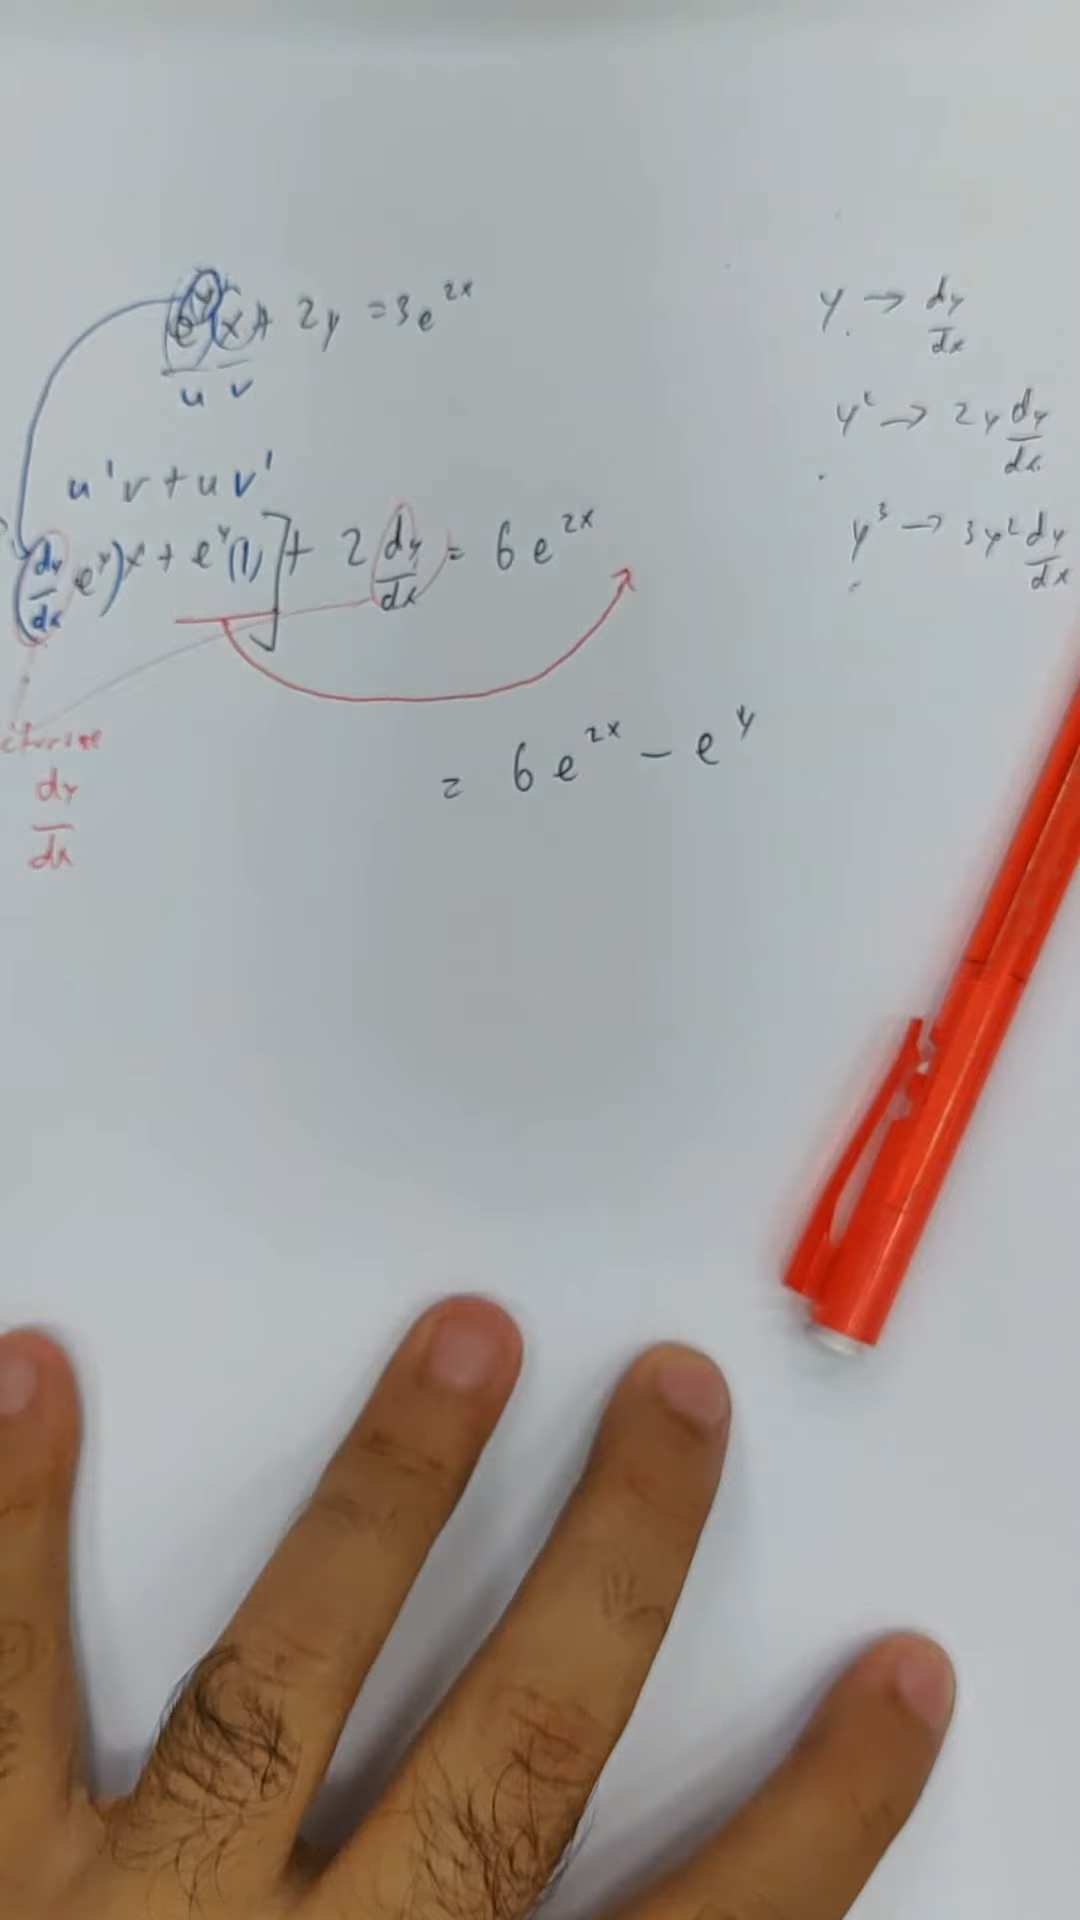 e^y x + 2y = 3e^{2x}
u v
u'v + uv'
(dy/dx e^y)x + e^y(1)] + 2 dy/dx = 6e^{2x}
dy/dx
= 6e^{2x} - e^y
y → dy/dx
y² → 2y dy/dx
y³ → 3y² dy/dx